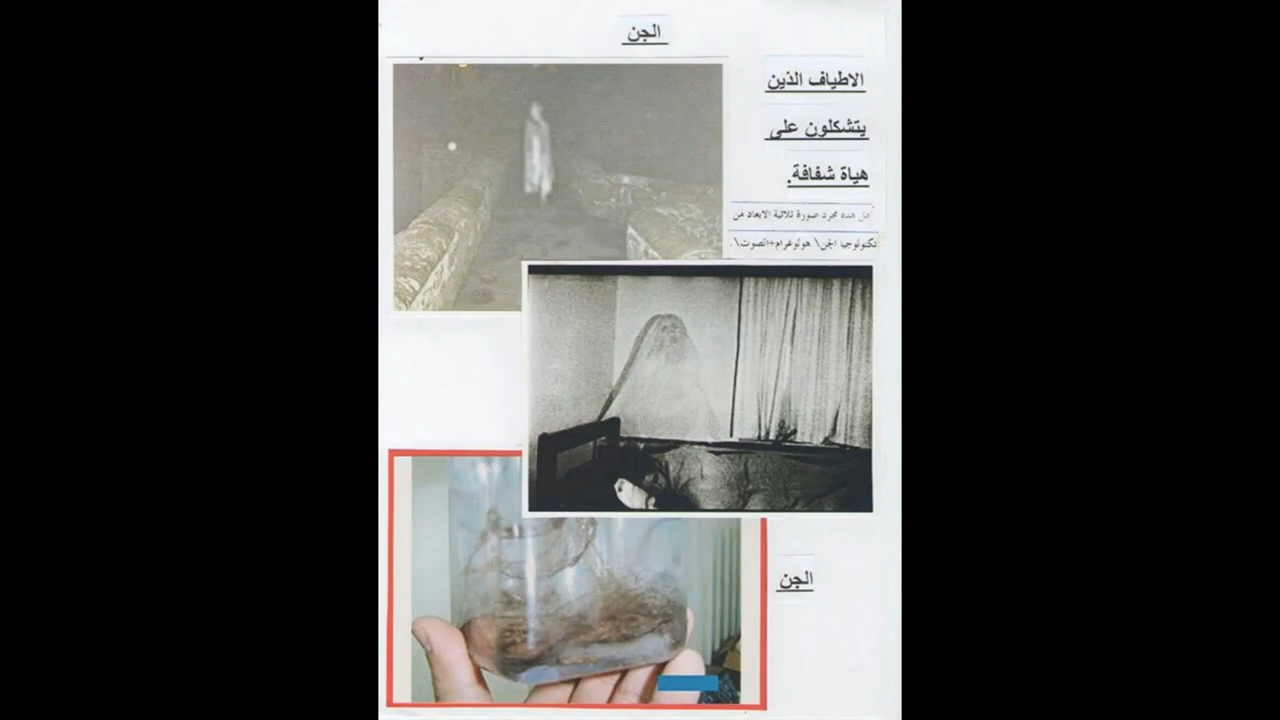 الجن
الاطياف الذين
يتشكلون على
هياة شفافة.
هل هذه مجرد صورة ثلاثية الابعاد من
تكنولوجيا الجن\ هولوغرام+الصوت\.
الجن